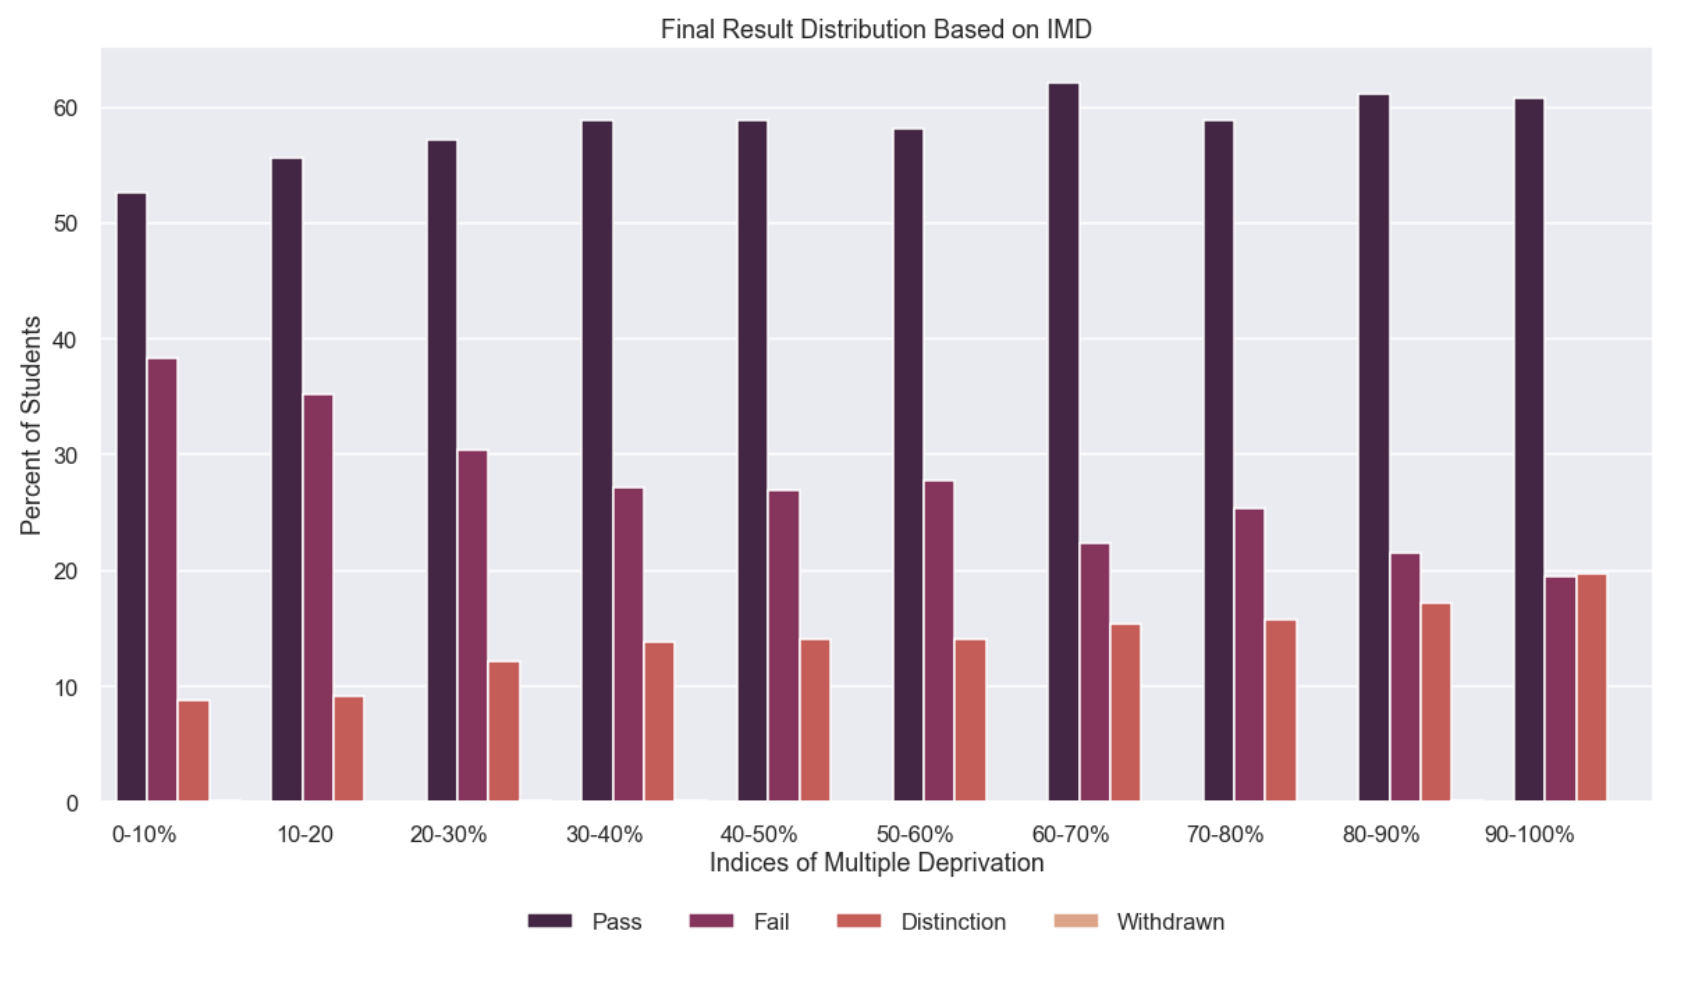 Final Result Distribution Based on IMD
Percent of Students
60
50
40
30
20
10
0
0-10% 10-20 20-30% 30-40% 40-50% 50-60% 60-70% 70-80% 80-90% 90-100%
Indices of Multiple Deprivation
Pass Fail Distinction Withdrawn